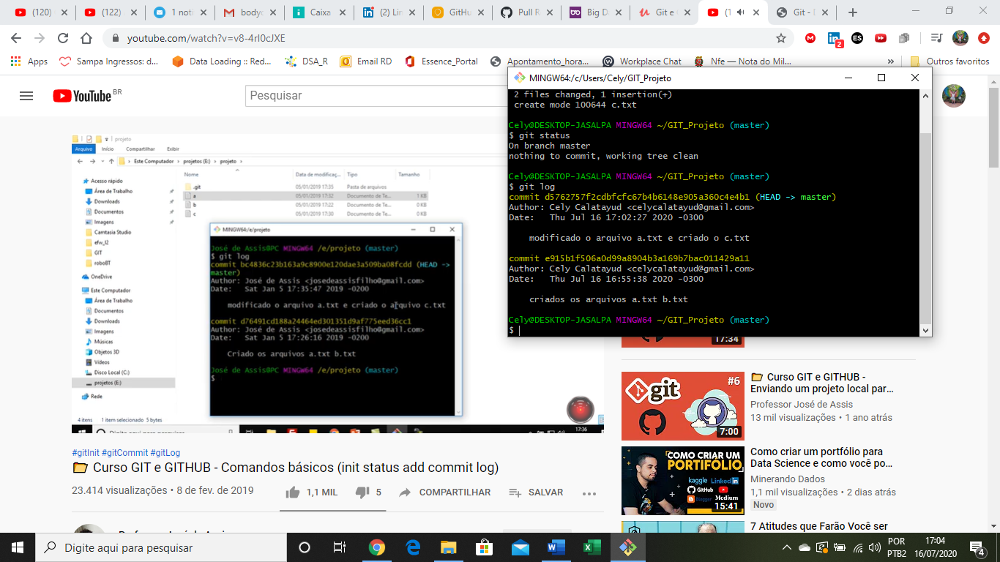 (120)
(122)
1 noti
bodyc
Caixa
(2) Lin
GitHu
Pull R
Big Da
Git e
(1
Git - D
youtube.com/watch?v=v8-4rI0cJXE
2
ES
Apps
Sampa Ingressos: d...
Data Loading :: Red...
DSA_R
Email RD
Essence_Portal
Apontamento_hora...
Workplace Chat
Nfe — Nota do Mil...
»
Outros favoritos
YouTube BR
Pesquisar
projeto
Arquivo Início Compartilhar Exibir
Este Computador › projetos (E:) › projeto ›
Nome Data de modificaç... Tipo Tamanho
.git 05/01/2019 17:35 Pasta de arquivos
a 05/01/2019 17:32 Documento de Te... 1 KB
b 05/01/2019 17:22 Documento de Te... 0 KB
c 05/01/2019 17:30 Documento de Te... 0 KB
Acesso rápido
Área de Trabalho
Downloads
Documentos
Imagens
Camtasia Studio
efw_l2
GIT
roboBT
OneDrive
Este Computador
Área de Trabalho
Documentos
Downloads
Imagens
Músicas
Objetos 3D
Vídeos
Disco Local (C:)
projetos (E:)
Rede
4 itens 1 item selecionado 5 bytes
MINGW64:/e/projeto
José de Assis@PC MINGW64 /e/projeto (master)
$ git log
commit bc4836c23b163a9c8900e120dae3a509ba08fcdd (HEAD ->
master)
Author: José de Assis <josedeassisfilho@gmail.com>
Date: Sat Jan 5 17:35:47 2019 -0200
modificado o arquivo a.txt e criado o arquivo c.txt
commit d76491cd188a24464ed301351d9af775eed36cc1
Author: José de Assis <josedeassisfilho@gmail.com>
Date: Sat Jan 5 17:26:16 2019 -0200
Criado os arquivos a.txt b.txt
José de Assis@PC MINGW64 /e/projeto (master)
$
Digite aqui para pesquisar
17:36
MINGW64:/c/Users/Cely/GIT_Projeto
2 files changed, 1 insertion(+)
create mode 100644 c.txt
Cely@DESKTOP-JASALPA MINGW64 ~/GIT_Projeto (master)
$ git status
On branch master
nothing to commit, working tree clean
Cely@DESKTOP-JASALPA MINGW64 ~/GIT_Projeto (master)
$ git log
commit d5762757f2cdbfcfc67b4b6148e905a360c4e4b1 (HEAD -> master)
Author: Cely Calatayud <celycalatayud@gmail.com>
Date: Thu Jul 16 17:02:27 2020 -0300
modificado o arquivo a.txt e criado o c.txt
commit e915b1f506a0d99a8904b3a169b7bac011429a11
Author: Cely Calatayud <celycalatayud@gmail.com>
Date: Thu Jul 16 16:55:38 2020 -0300
criados os arquivos a.txt b.txt
Cely@DESKTOP-JASALPA MINGW64 ~/GIT_Projeto (master)
$
17:34
#gitInit #gitCommit #gitLog
Curso GIT e GITHUB - Comandos básicos (init status add commit log)
23.414 visualizações • 8 de fev. de 2019
1,1 MIL
5
COMPARTILHAR
SALVAR
git
#6
7:00
Curso GIT e GITHUB -
Enviando um projeto local par...
Professor José de Assis
13 mil visualizações • 1 ano atrás
COMO CRIAR UM
PORTIFÓLIO
kaggle LinkedIn
GitHub YouTube
Blogger Medium
15:41
Como criar um portfólio para
Data Science e como você po...
Minerando Dados
1,1 mil visualizações • 2 dias atrás
Novo
7 Atitudes que Farão Você ser
Digite aqui para pesquisar
POR
PTB2
17:04
16/07/2020
4